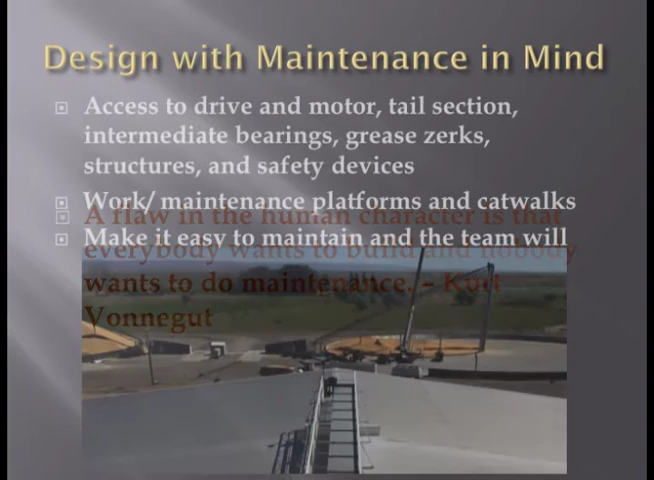 Design with Maintenance in Mind
Access to drive and motor, tail section,
intermediate bearings, grease zerks,
structures, and safety devices
Work/ maintenance platforms and catwalks
A flaw in the human character is that
Make it easy to maintain and the team will
everybody wants to build and nobody
wants to do maintenance. – Kurt
Vonnegut